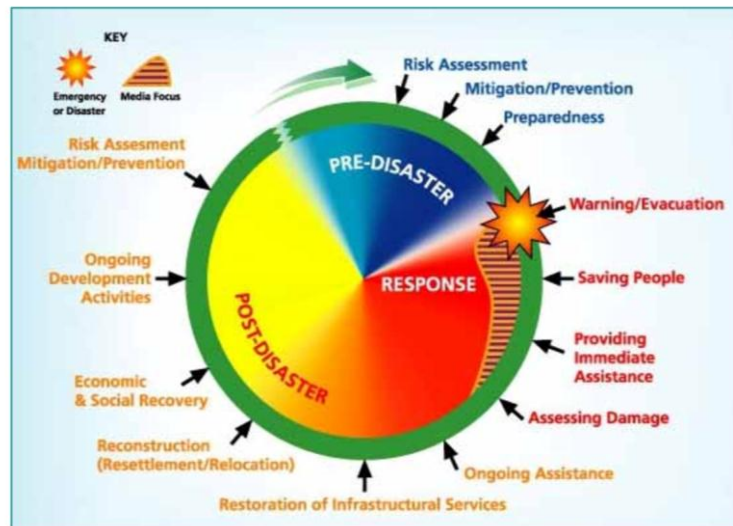 KEY
Emergency
or Disaster
Media Focus
Risk Assessment
Mitigation/Prevention
Preparedness
Warning/Evacuation
Saving People
Providing
Immediate
Assistance
Assessing Damage
Ongoing Assistance
Restoration of Infrastructural Services
Reconstruction
(Resettlement/Relocation)
Economic
& Social Recovery
Ongoing
Development
Activities
Risk Assesment
Mitigation/Prevention
PRE-DISASTER
RESPONSE
POST-DISASTER